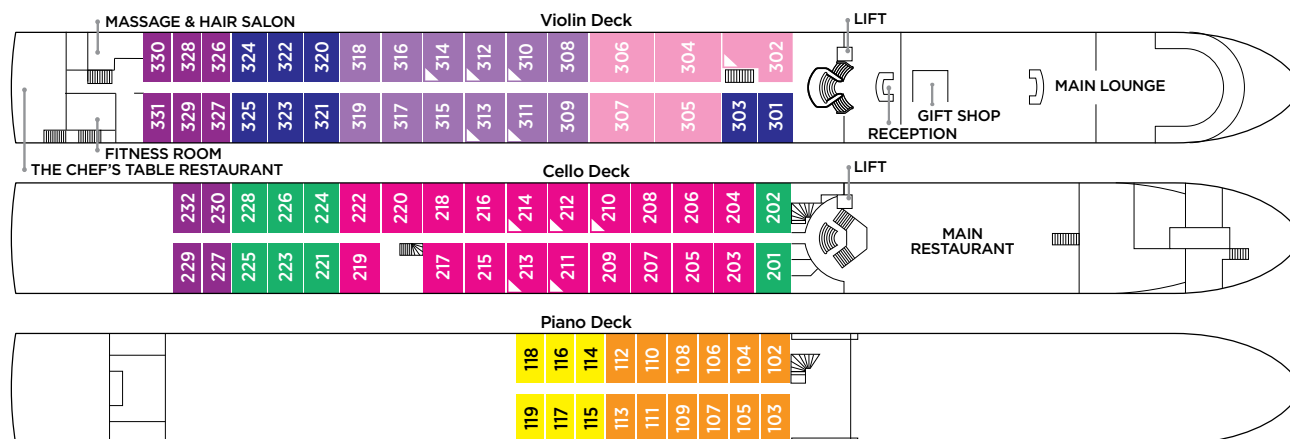 Violin Deck
MASSAGE & HAIR SALON
LIFT
330 328 326 324 322 320 318 316 314 312 310 308 306 304 302
MAIN LOUNGE
331 329 327 325 323 321 319 317 315 313 311 309 307 305 303 301
GIFT SHOP
RECEPTION
FITNESS ROOM
THE CHEF'S TABLE RESTAURANT
Cello Deck
LIFT
232 230 228 226 224 222 220 218 216 214 212 210 208 206 204 202
MAIN
RESTAURANT
229 227 225 223 221 219 217 215 213 211 209 207 205 203 201
Piano Deck
118 116 114 112 110 108 106 104 102
119 117 115 113 111 109 107 105 103